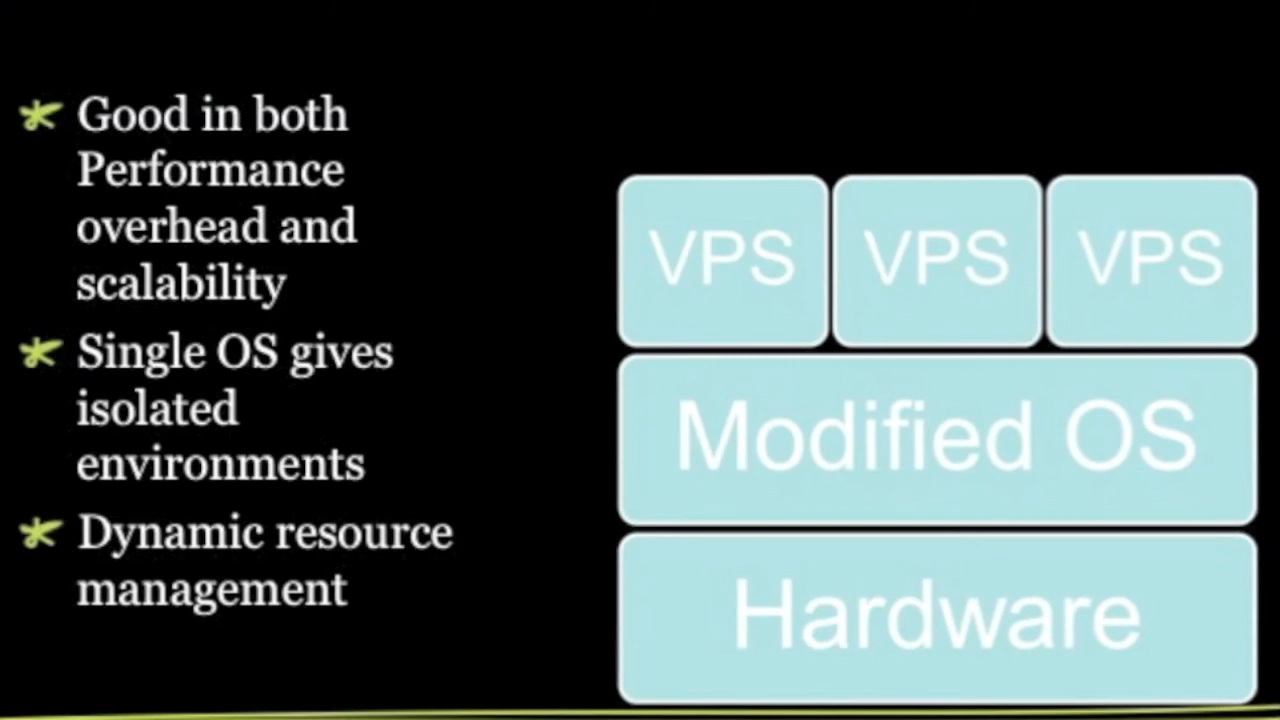 Good in both
Performance
overhead and
scalability
Single OS gives
isolated
environments
Dynamic resource
management
VPS VPS VPS
Modified OS
Hardware